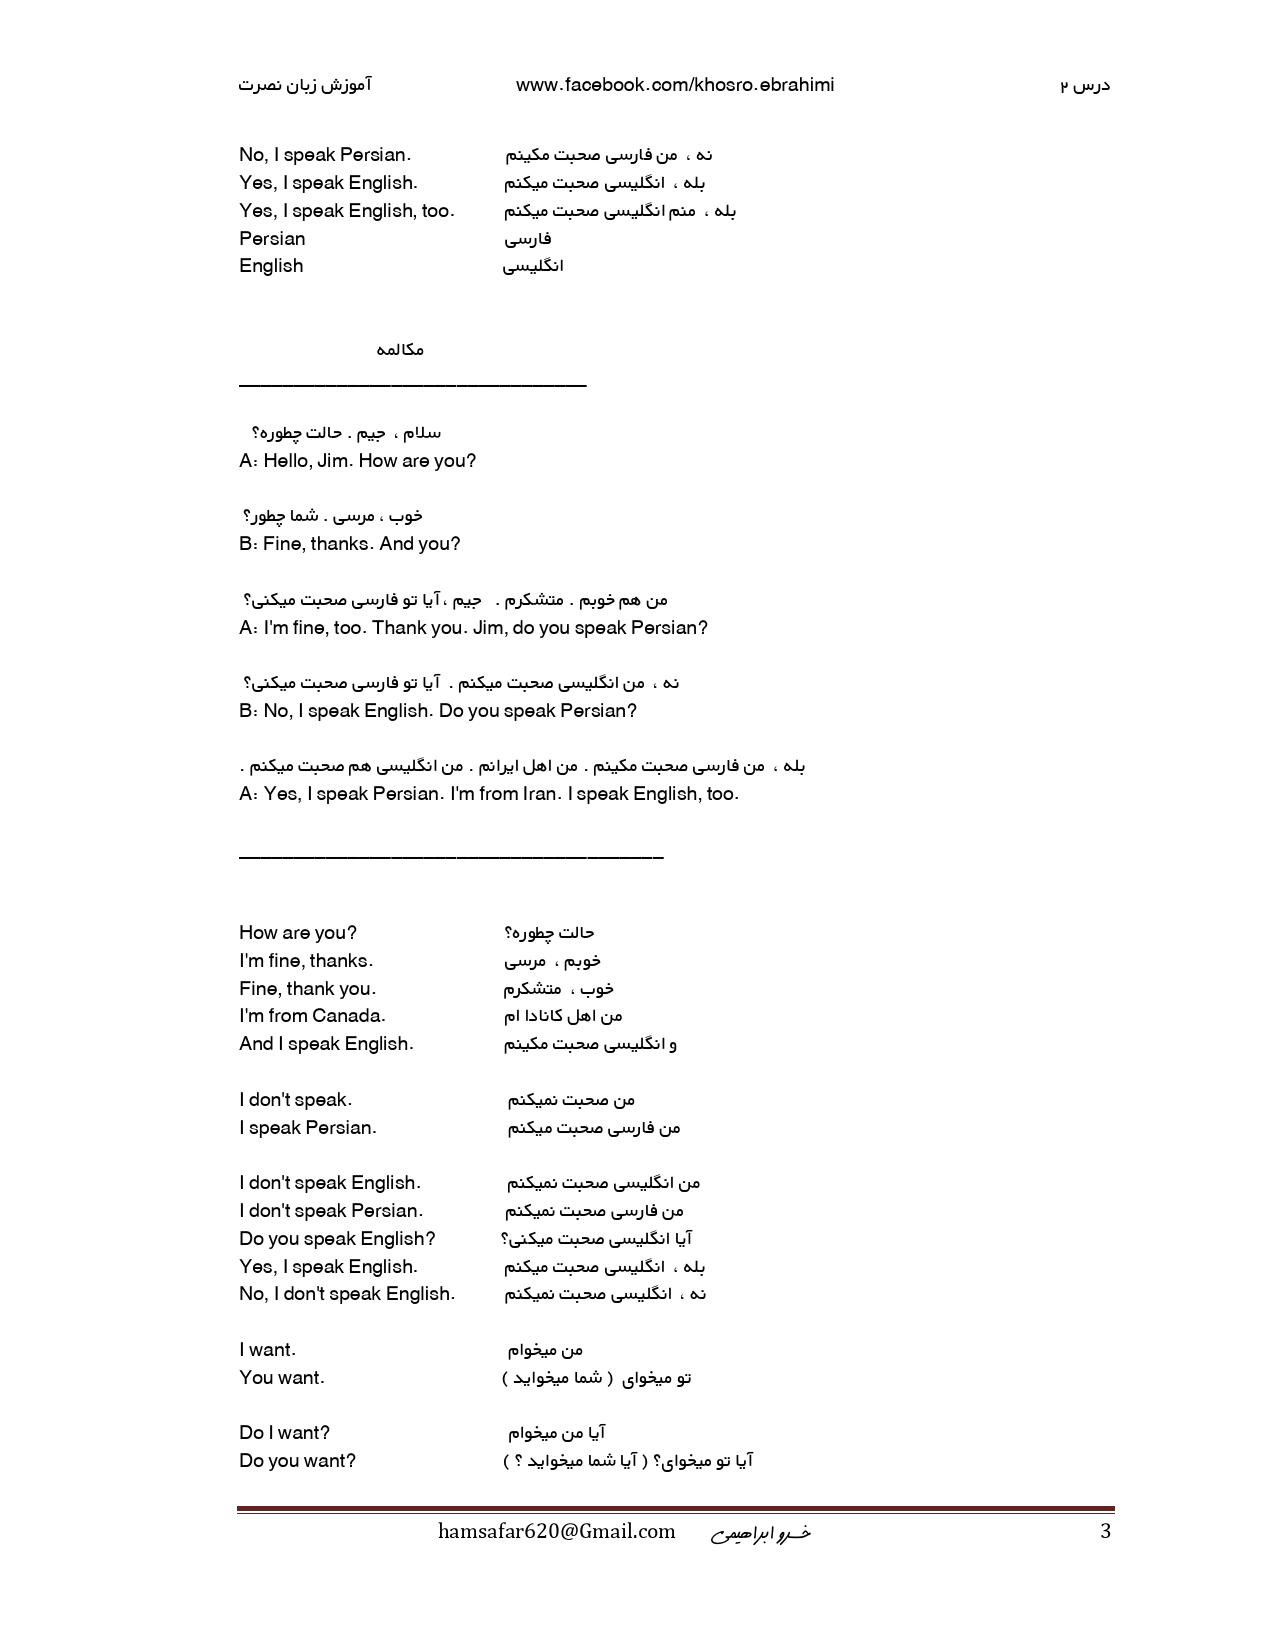 آموزش زبان نصرت www.facebook.com/khosro.ebrahimi درس ۲
No, I speak Persian. نه ، من فارسی صحبت مکینم
Yes, I speak English. بله ، انگلیسی صحبت میکنم
Yes, I speak English, too. بله ، منم انگلیسی صحبت میکنم
Persian فارسی
English انگلیسی
مکالمه
سلام ، جیم . حالت چطوره؟
A: Hello, Jim. How are you?
خوب ، مرسی . شما چطور؟
B: Fine, thanks. And you?
من هم خوبم . متشکرم . جیم ، آیا تو فارسی صحبت میکنی؟
A: I'm fine, too. Thank you. Jim, do you speak Persian?
نه ، من انگلیسی صحبت میکنم . آیا تو فارسی صحبت میکنی؟
B: No, I speak English. Do you speak Persian?
بله ، من فارسی صحبت مکینم . من اهل ایرانم . من انگلیسی هم صحبت میکنم .
A: Yes, I speak Persian. I'm from Iran. I speak English, too.
How are you? حالت چطوره؟
I'm fine, thanks. خوبم ، مرسی
Fine, thank you. خوب ، متشکرم
I'm from Canada. من اهل کانادا ام
And I speak English. و انگلیسی صحبت مکینم
I don't speak. من صحبت نمیکنم
I speak Persian. من فارسی صحبت میکنم
I don't speak English. من انگلیسی صحبت نمیکنم
I don't speak Persian. من فارسی صحبت نمیکنم
Do you speak English? آیا انگلیسی صحبت میکنی؟
Yes, I speak English. بله ، انگلیسی صحبت میکنم
No, I don't speak English. نه ، انگلیسی صحبت نمیکنم
I want. من میخوام
You want. تو میخوای ( شما میخواید )
Do I want? آیا من میخوام
Do you want? آیا تو میخوای؟ ( آیا شما میخواید ؟ )
hamsafar620@Gmail.com خسرو ابراهیمی 3